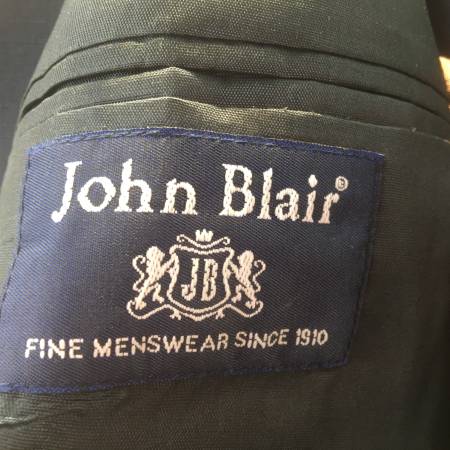 John Blair®
JB
FINE MENSWEAR SINCE 1910